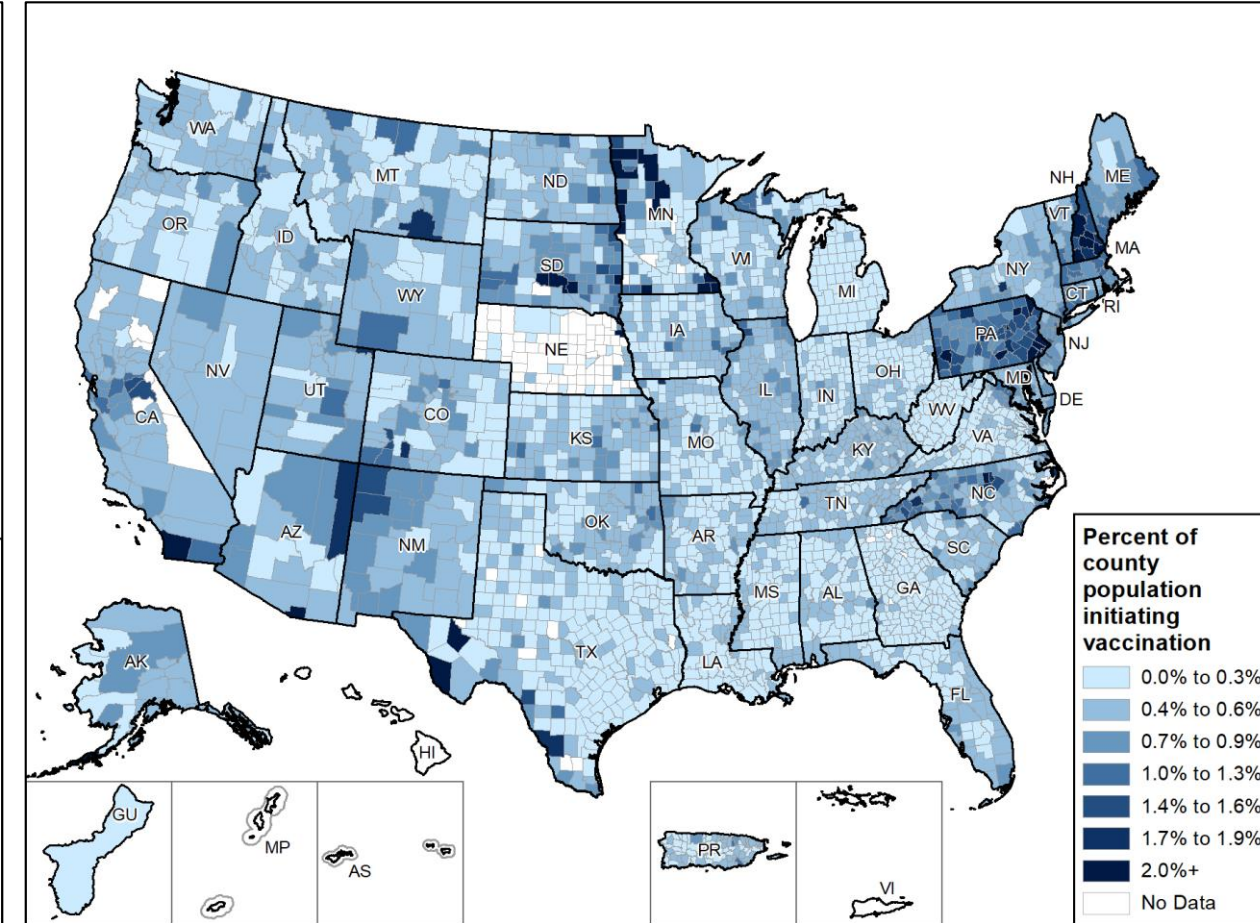 WA
MT
ND
MN
NH
ME
VT
OR
ID
SD
WI
NY
MA
WY
MI
CT
RI
IA
PA
NE
NJ
NV
OH
UT
IL
IN
MD
DE
CA
CO
WV
KS
MO
VA
KY
NC
TN
OK
AZ
NM
AR
SC
MS
AL
GA
TX
LA
AK
FL
HI
GU
MP
AS
PR
VI
Percent of
county
population
initiating
vaccination
0.0% to 0.3%
0.4% to 0.6%
0.7% to 0.9%
1.0% to 1.3%
1.4% to 1.6%
1.7% to 1.9%
2.0%+
No Data